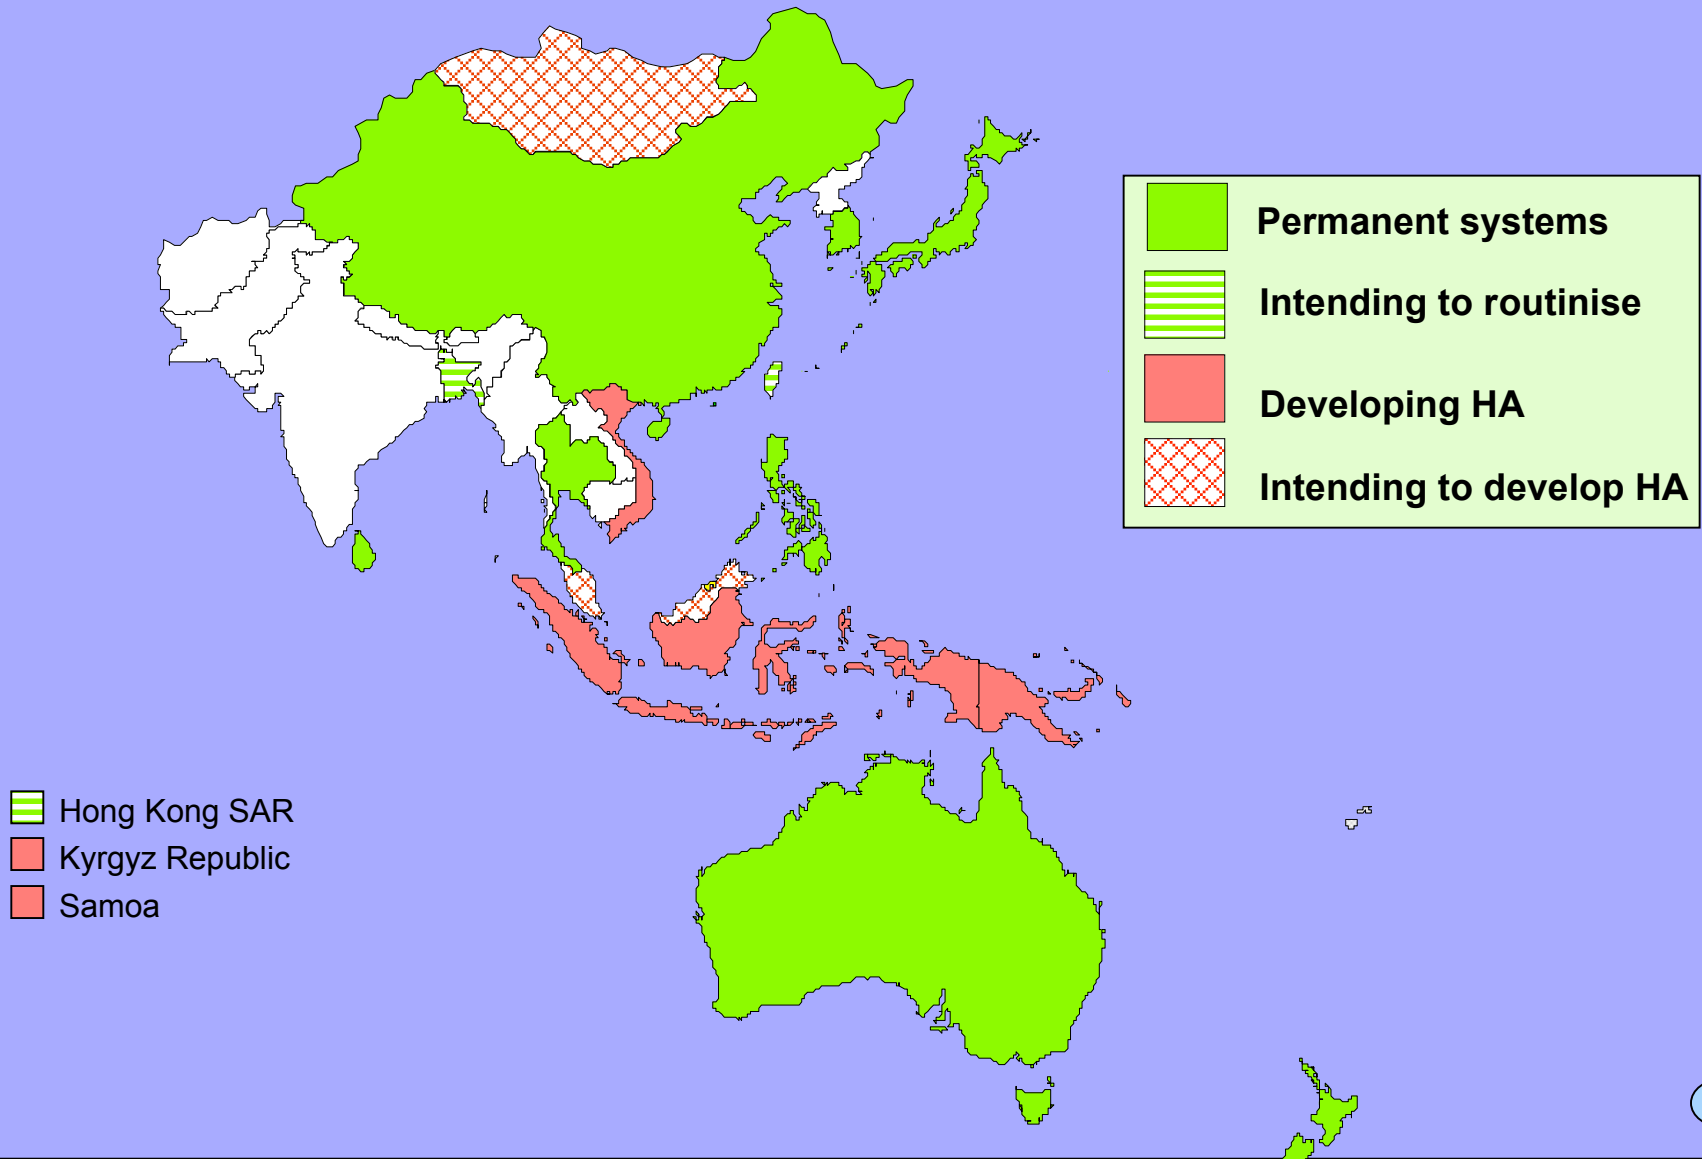 Permanent systems
Intending to routinise
Developing HA
Intending to develop HA
Hong Kong SAR
Kyrgyz Republic
Samoa